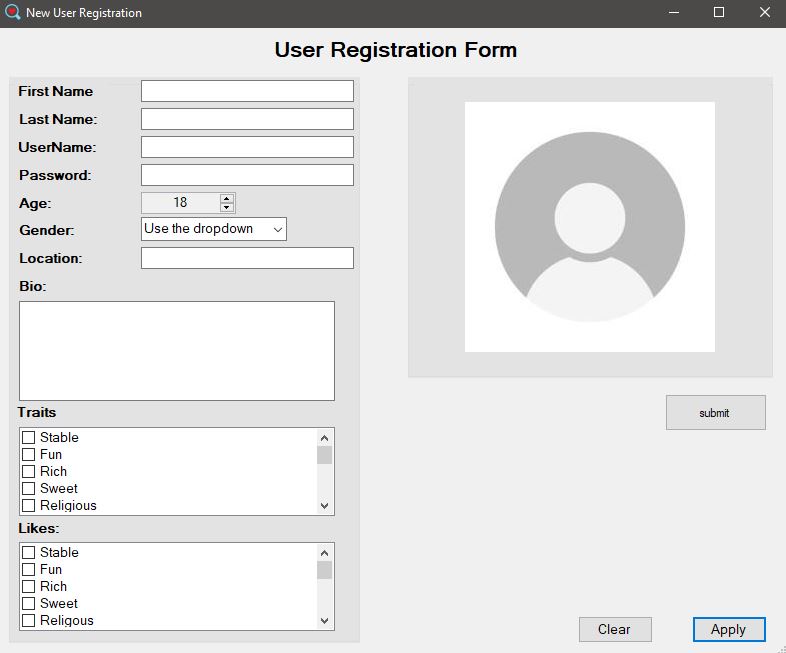 New User Registration
User Registration Form
First Name
Last Name:
UserName:
Password:
Age: 18
Gender: Use the dropdown
Location:
Bio:
Traits
Stable
Fun
Rich
Sweet
Religious
Likes:
Stable
Fun
Rich
Sweet
Religous
submit
Clear Apply